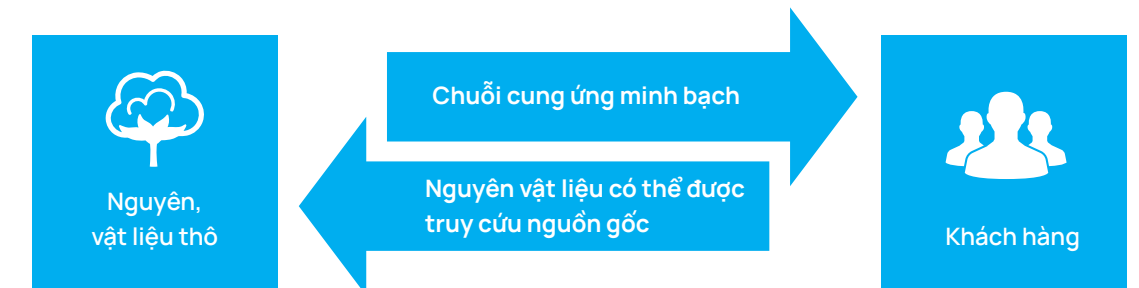 Nguyên,
vật liệu thô
Chuỗi cung ứng minh bạch
Nguyên vật liệu có thể được
truy cứu nguồn gốc
Khách hàng